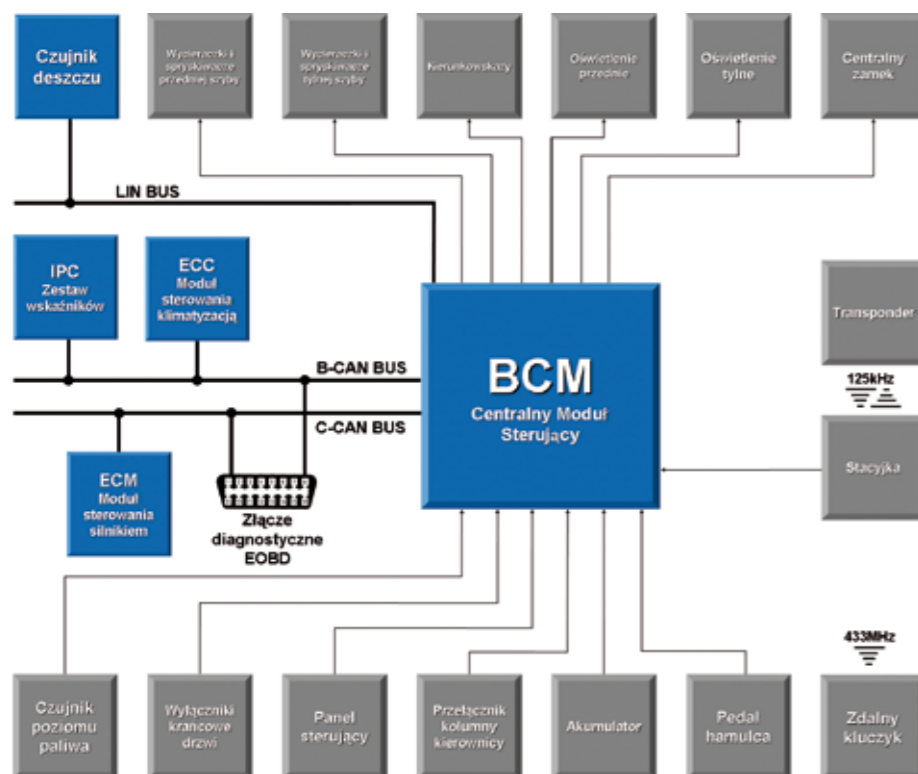 Czujnik
deszczu
Wycieraczki i
spryskiwacze
przedniej szyby
Wycieraczki i
spryskiwacze
tylnej szyby
Kierunkowskazy
Oświetlenie
przednie
Oświetlenie
tylne
Centralny
zamek
LIN BUS
IPC
Zestaw
wskaźników
ECC
Moduł
sterowania
klimatyzacją
B-CAN BUS
C-CAN BUS
BCM
Centralny Moduł
Sterujący
Transponder
125kHz
Stacyjka
ECM
Moduł
sterowania
silnikiem
Złącze
diagnostyczne
EOBD
433MHz
Czujnik
poziomu
paliwa
Wyłączniki
krańcowe
drzwi
Panel
sterujący
Przełącznik
kolumny
kierownicy
Akumulator
Pedał
hamulca
Zdalny
kluczyk